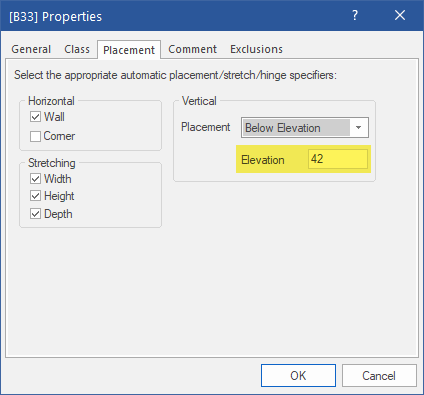 [B33] Properties
?
General Class Placement Comment Exclusions
Select the appropriate automatic placement/stretch/hinge specifiers:
Horizontal
Wall
Corner
Stretching
Width
Height
Depth
Vertical
Placement Below Elevation
Elevation 42
OK Cancel